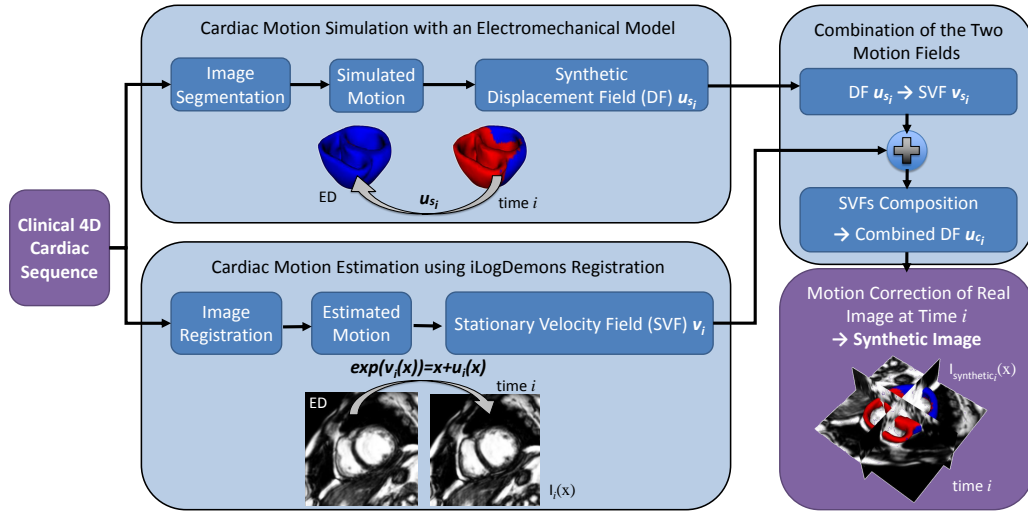 Cardiac Motion Simulation with an Electromechanical Model
Image
Segmentation
Simulated
Motion
Synthetic
Displacement Field (DF) u_si
ED
u_si
time i
Clinical 4D
Cardiac
Sequence
Cardiac Motion Estimation using iLogDemons Registration
Image
Registration
Estimated
Motion
Stationary Velocity Field (SVF) v_i
exp(v_i(x))=x+u_i(x)
ED
time i
I_i(x)
Combination of the Two
Motion Fields
DF u_si → SVF v_si
SVFs Composition
→ Combined DF u_ci
Motion Correction of Real
Image at Time i
→ Synthetic Image
I_synthetic_i(x)
time i